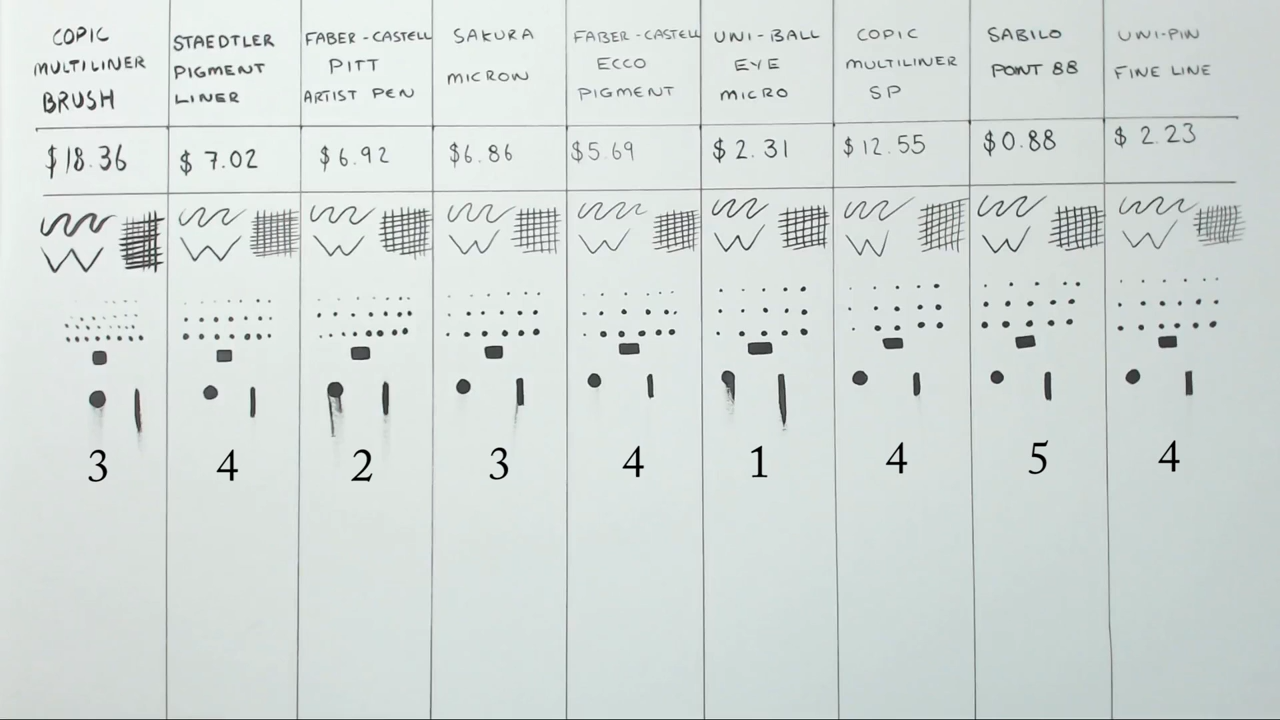 COPIC
MULTILINER
BRUSH
STAEDTLER
PIGMENT
LINER
FABER-CASTELL
PITT
ARTIST PEN
SAKURA
MICRON
FABER-CASTELL
ECCO
PIGMENT
UNI-BALL
EYE
MICRO
COPIC
MULTILINER
SP
SABILO
POINT 88
UNI-PIN
FINE LINE
$18.36
$ 7.02
$ 6.92
$6.86
$5.69
$ 2.31
$ 12.55
$0.88
$ 2.23
3
4
2
3
4
1
4
5
4